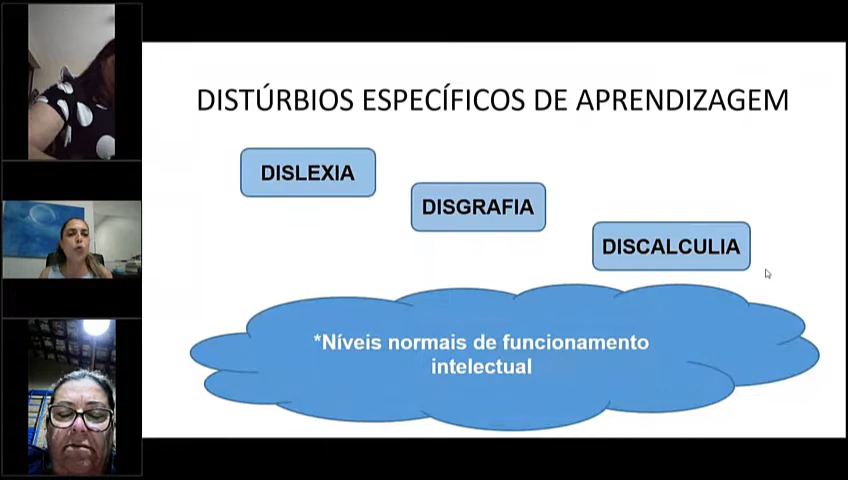 DISTÚRBIOS ESPECÍFICOS DE APRENDIZAGEM
DISLEXIA
DISGRAFIA
DISCALCULIA
*Níveis normais de funcionamento
intelectual